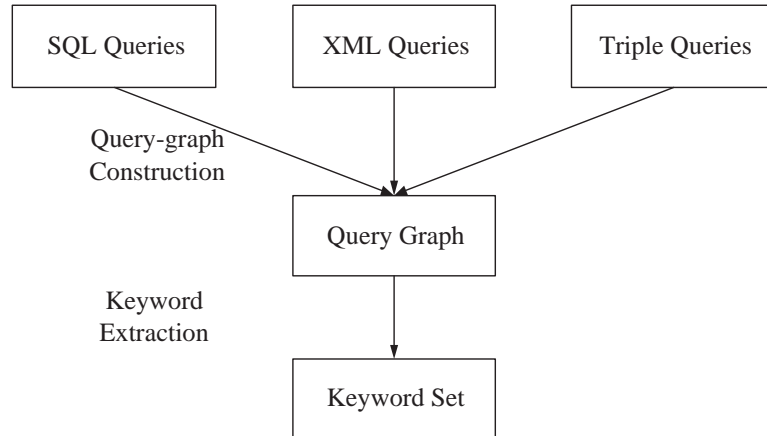 SQL Queries
XML Queries
Triple Queries
Query-graph
Construction
Query Graph
Keyword
Extraction
Keyword Set